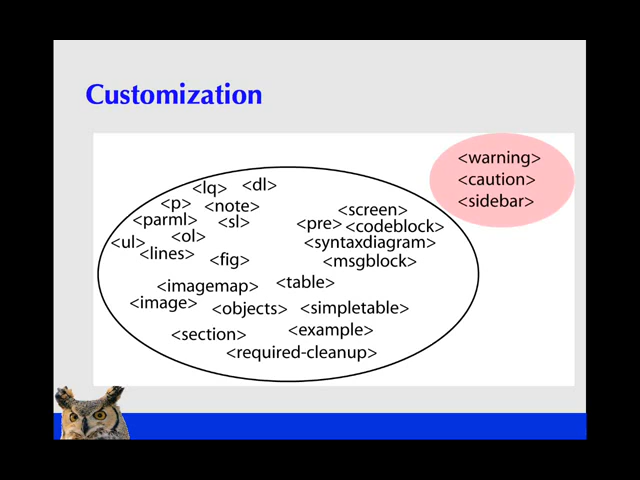 Customization
<warning>
<caution>
<sidebar>
<lq> <dl>
<p> <note>
<screen>
<parml> <sl>
<pre> <codeblock>
<ul> <ol>
<syntaxdiagram>
<lines> <fig>
<msgblock>
<imagemap> <table>
<image> <objects> <simpletable>
<section> <example>
<required-cleanup>